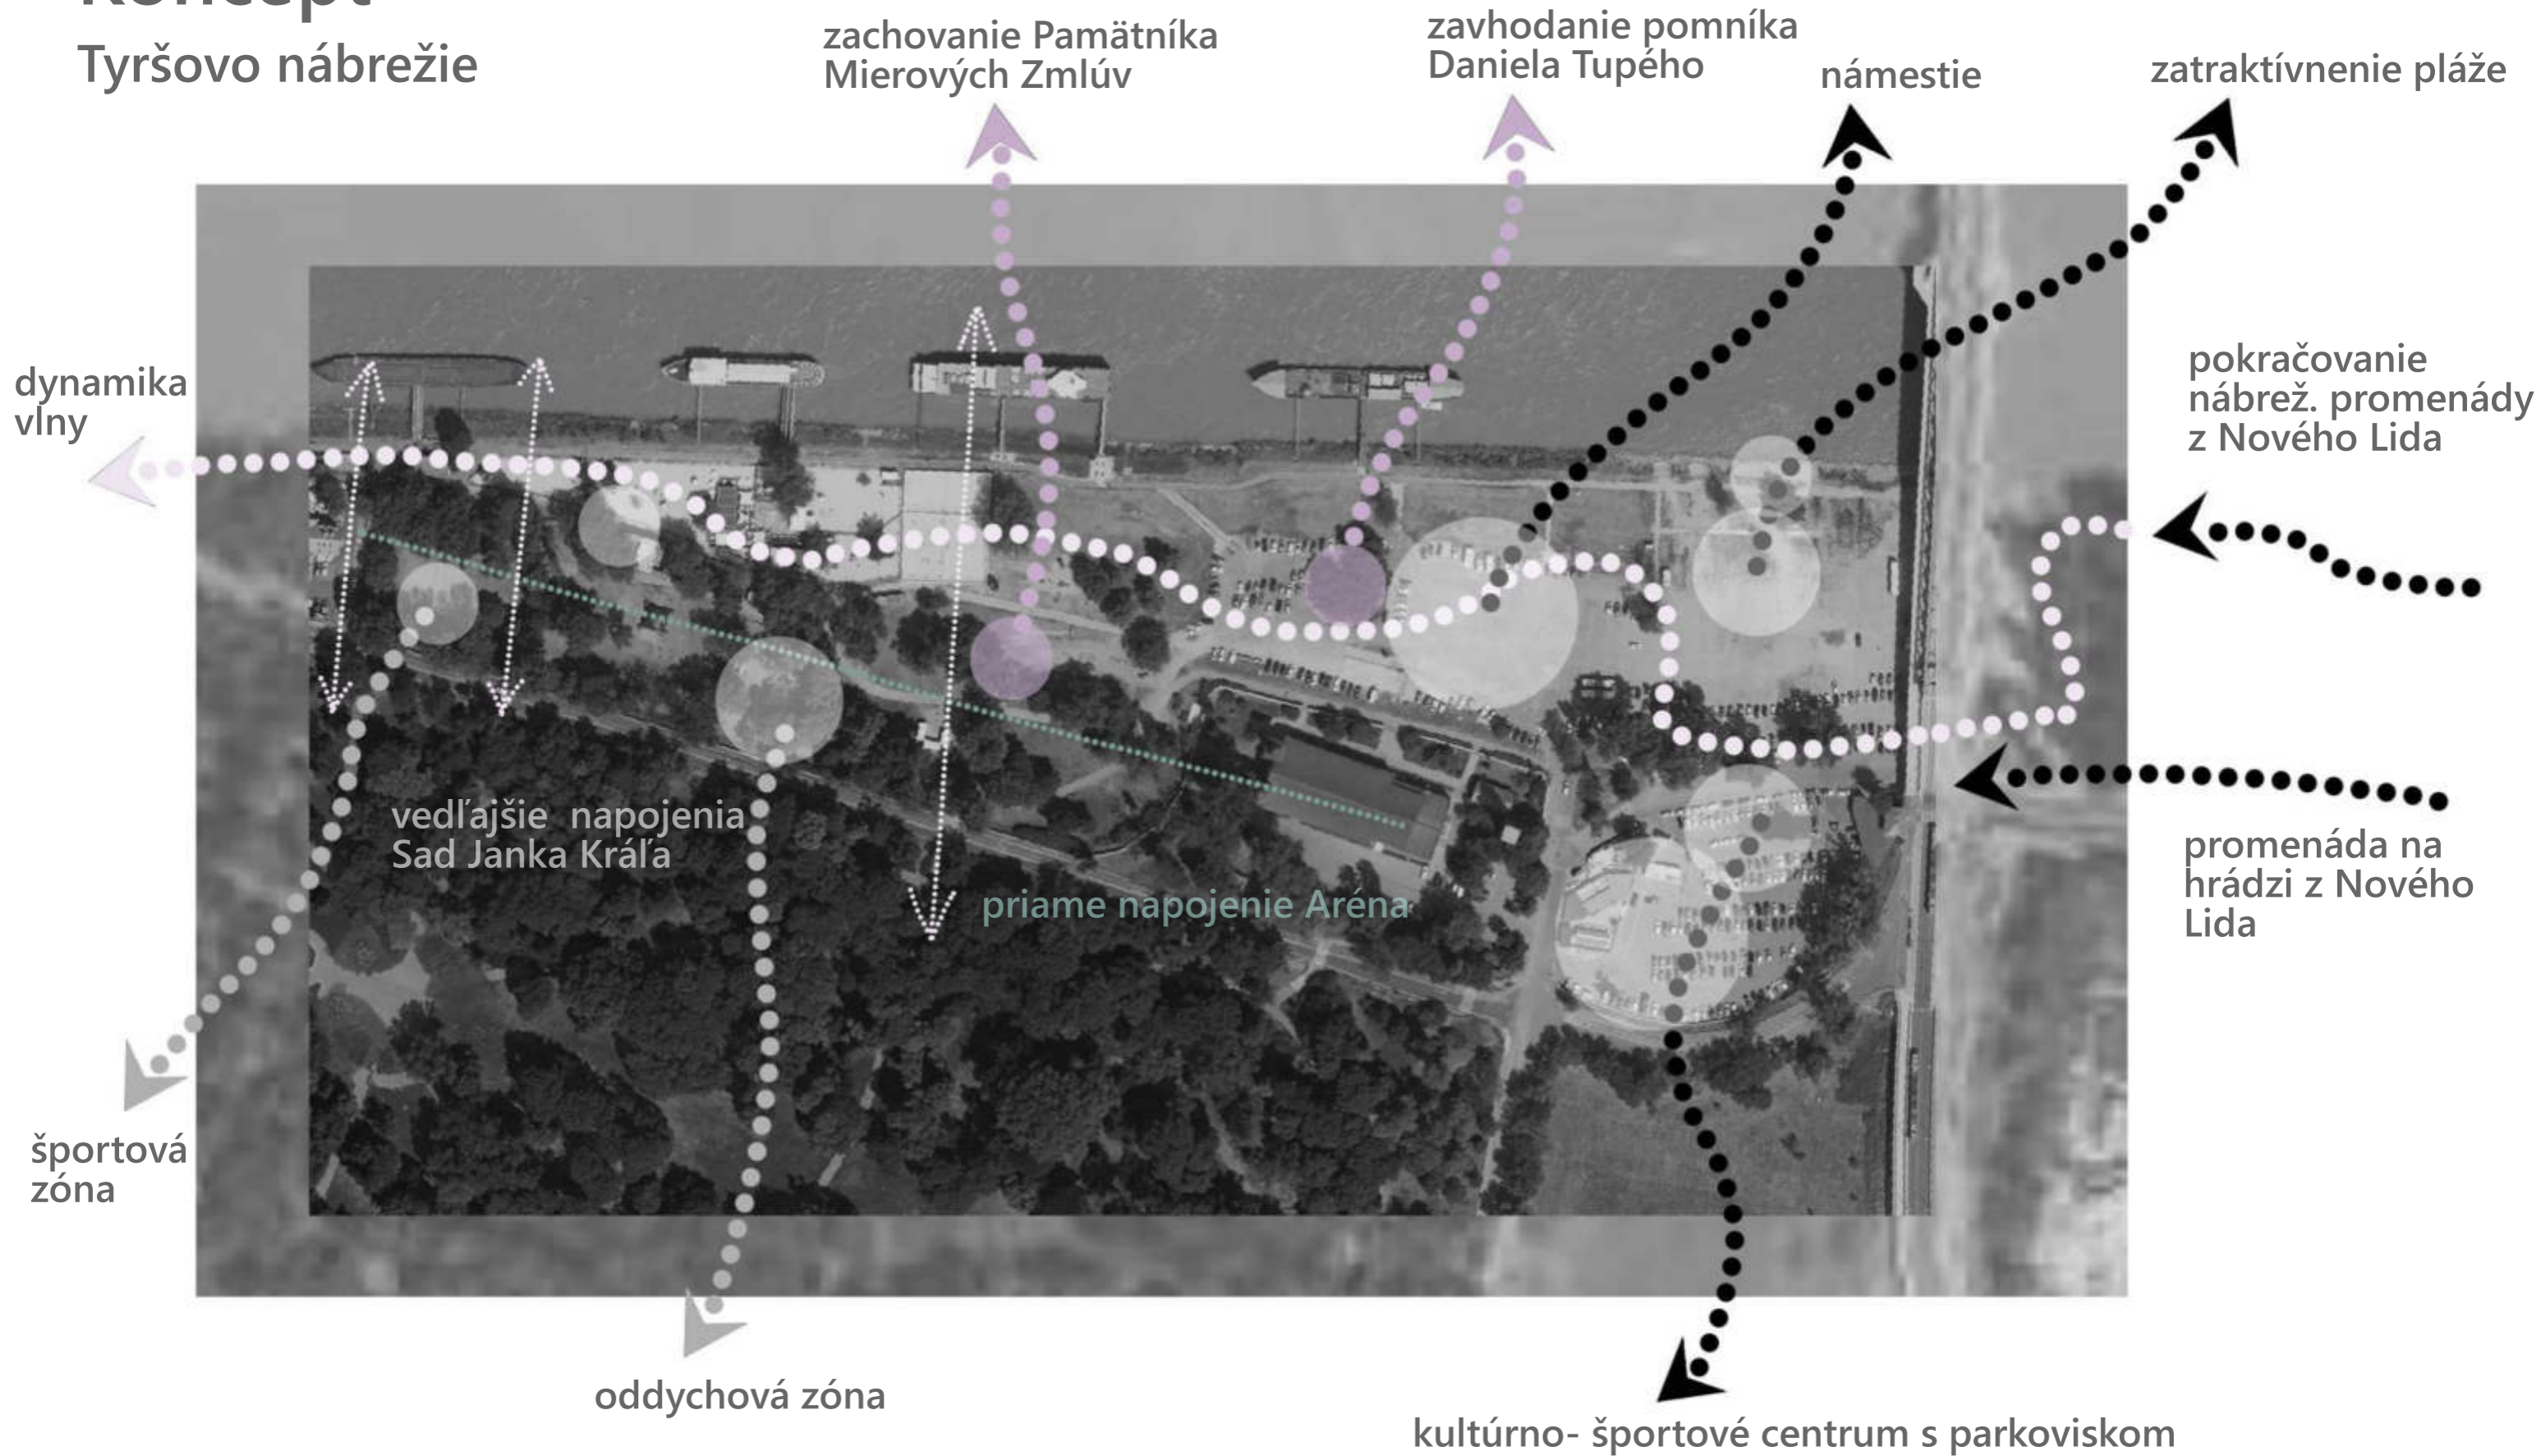 Koncept
Tyršovo nábrežie
zachovanie Pamätníka
Mierových Zmlúv
zavhodanie pomníka
Daniela Tupého
námestie
zatraktívnenie pláže
dynamika
vlny
pokračovanie
nábrež. promenády
z Nového Lida
vedľajšie napojenia
Sad Janka Kráľa
priame napojenie Aréna
promenáda na
hrádzi z Nového
Lida
športová
zóna
oddychová zóna
kultúrno- športové centrum s parkoviskom